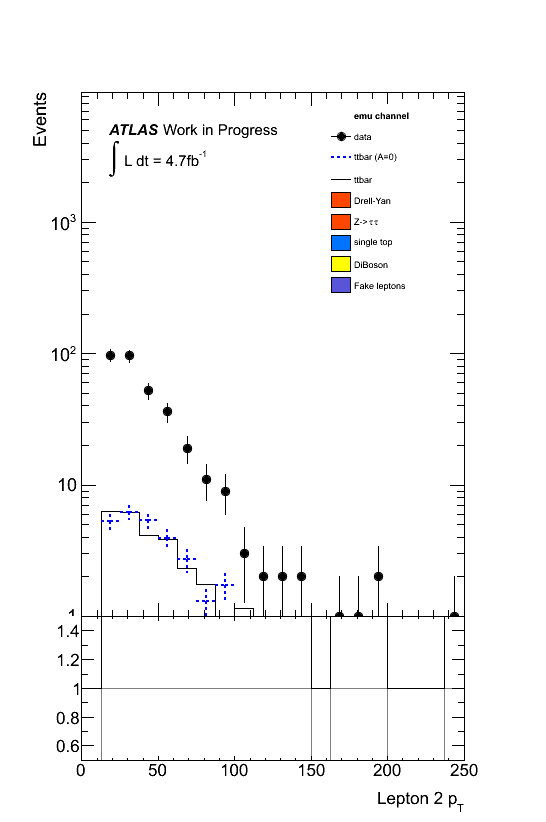 Events
ATLAS Work in Progress
∫ L dt = 4.7fb⁻¹
emu channel
data
ttbar (A=0)
ttbar
Drell-Yan
Z->ττ
single top
DiBoson
Fake leptons
10³
10²
10
1
1.4
1.2
1
0.8
0.6
0 50 100 150 200 250
Lepton 2 p_T